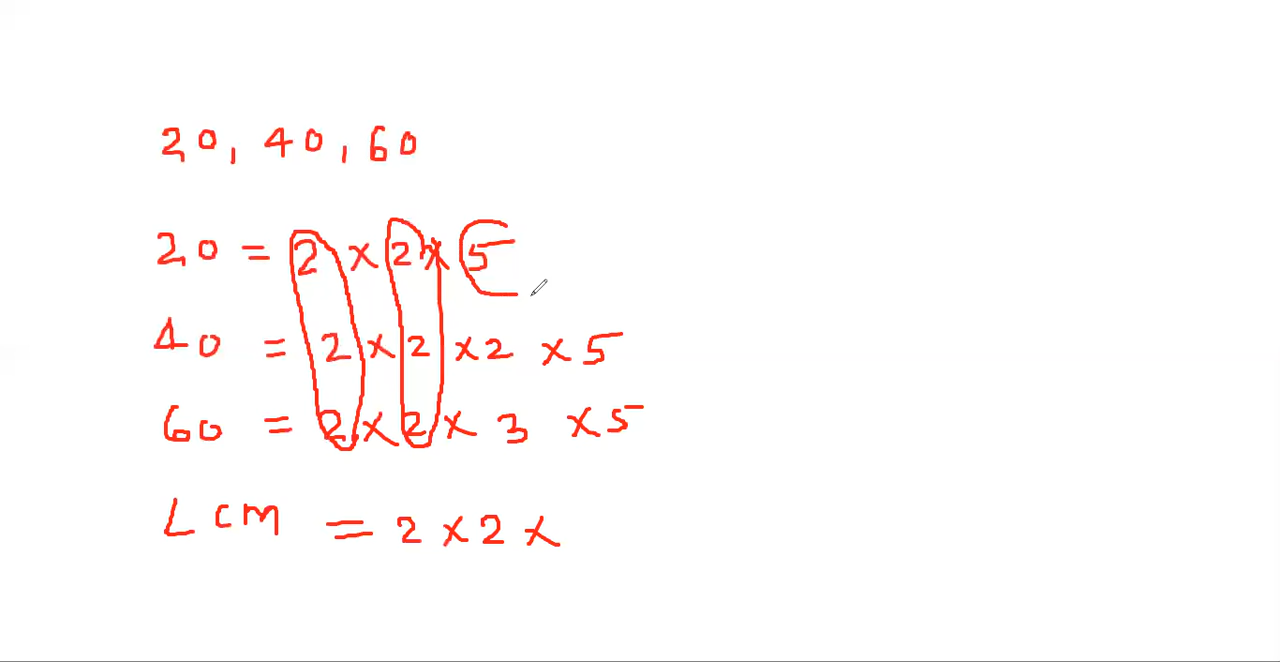 20, 40, 60
20 = 2 x 2 x 5
40 = 2 x 2 x 2 x 5
60 = 2 x 2 x 3 x 5
LCM = 2 x 2 x